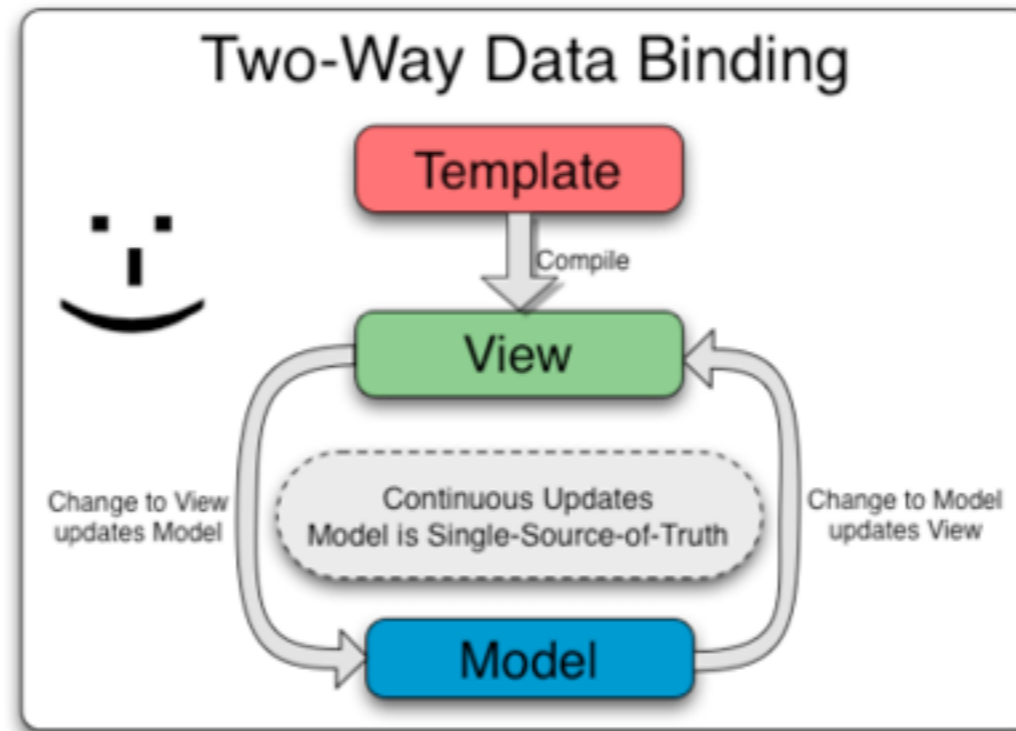 Two-Way Data Binding
Template
Compile
View
Change to View
updates Model
Continuous Updates
Model is Single-Source-of-Truth
Change to Model
updates View
Model